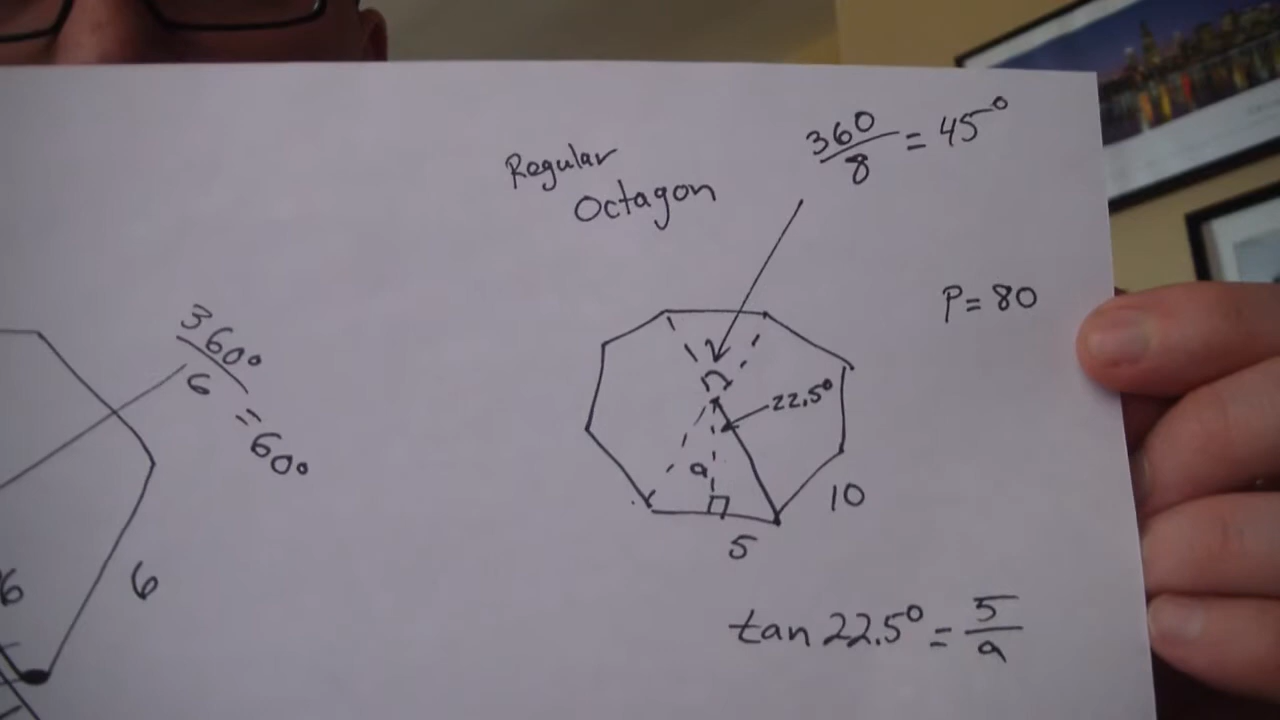 360°
6
= 60°
6
6
Regular
Octagon
360
8
= 45°
P = 80
22.5°
a
10
5
tan 22.5° = 5
a